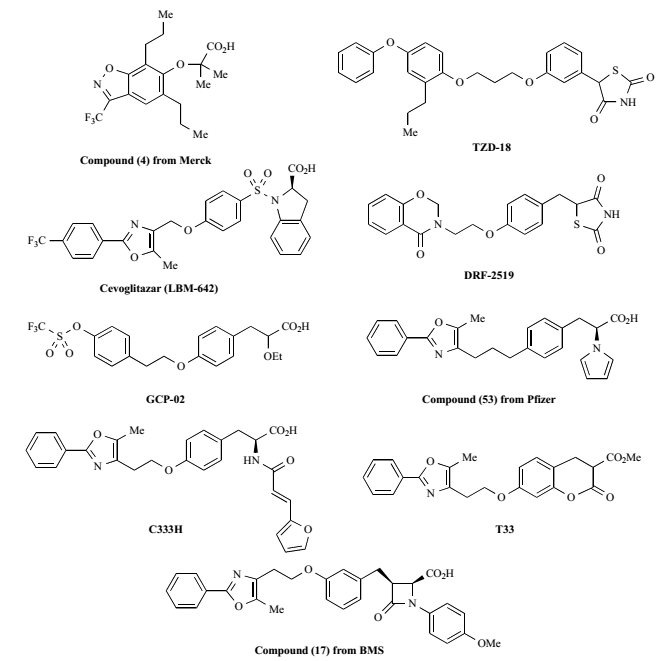 Me
CO₂H
O
O
Me
Me
N
F₃C
Me
Compound (4) from Merck
O
O
O
S
O
NH
O
Me
TZD-18
O O
S
CO₂H
N
N
O
O
F₃C
Me
Cevoglitazar (LBM-642)
O
N
O
O
O
NH
S
O
DRF-2519
F₃C
O
S
O O
O
CO₂H
OEt
GCP-02
Me
O
N
CO₂H
N
Compound (53) from Pfizer
Me
O
N
O
CO₂H
HN
O
O
C333H
Me
O
N
O
CO₂Me
O
O
T33
N
O
O
Me
CO₂H
O
N
OMe
Compound (17) from BMS